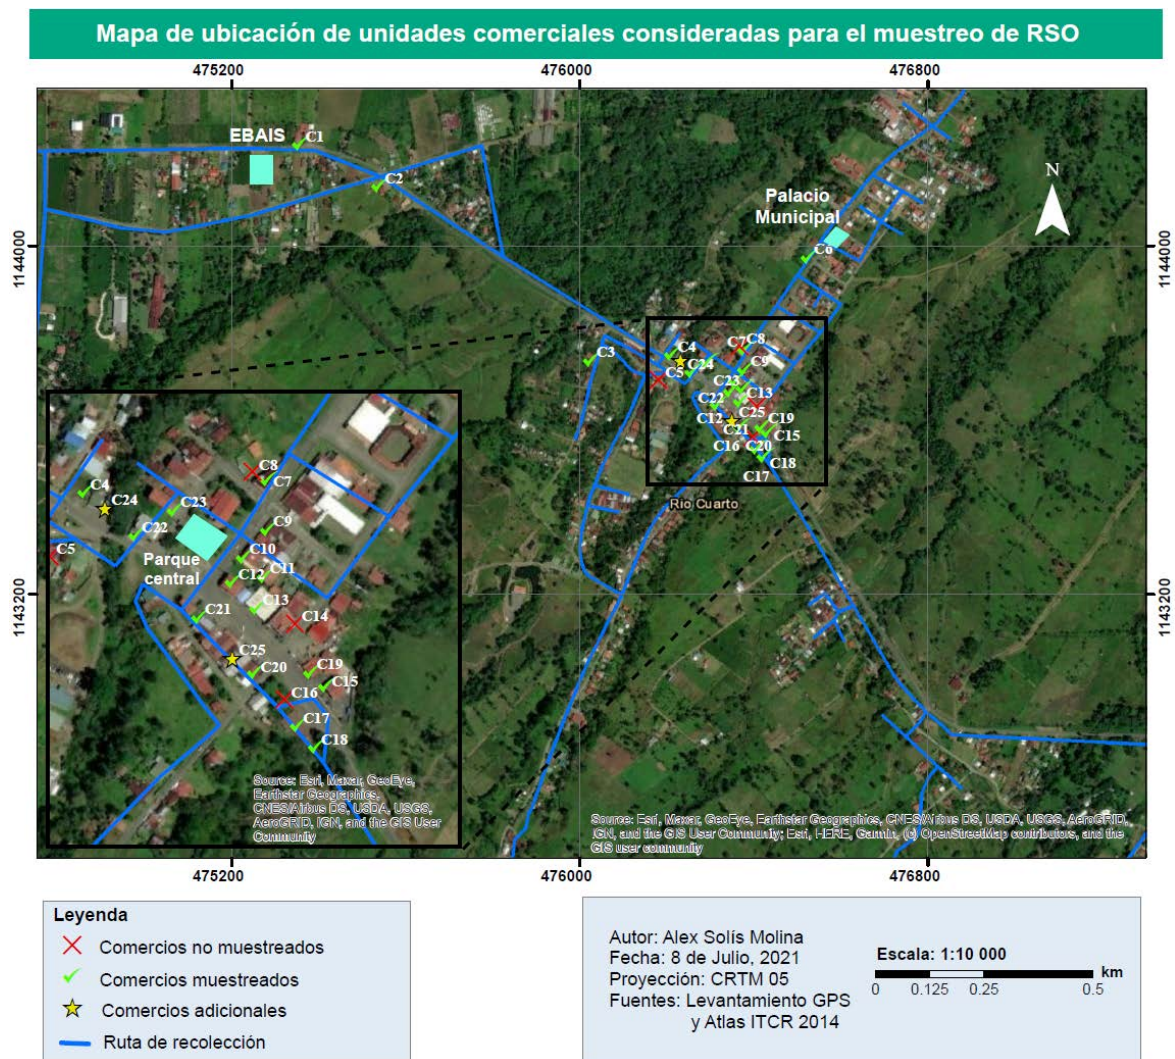 Mapa de ubicación de unidades comerciales consideradas para el muestreo de RSO
475200 476000 476800
EBAIS
C1
C2
N
Palacio
Municipal
C6
1144000 1144000
C3
C4
C7
C8
C24
C5
C9
C23
C13
C22
C12
C25
C21
C19
C15
C16
C20
C18
C17
Rio Cuarto
1143200 1143200
C8
C7
C4
C24
C23
C22
C5
Parque
central
C9
C10
C11
C12
C13
C21
C14
C25
C20
C19
C15
C16
C17
C18
Source: Esri, Maxar, GeoEye,
Earthstar Geographics,
CNES/Airbus DS, USDA, USGS,
AeroGRID, IGN, and the GIS User
Community
Source: Esri, Maxar, GeoEye, Earthstar Geographics, CNES/Airbus DS, USDA, USGS, AeroGRID,
IGN, and the GIS User Community; Esri, HERE, Garmin, (c) OpenStreetMap contributors, and the
GIS user community
475200 476000 476800
Leyenda
Comercios no muestreados
Comercios muestreados
Comercios adicionales
Ruta de recolección
Autor: Alex Solís Molina
Fecha: 8 de Julio, 2021
Proyección: CRTM 05
Fuentes: Levantamiento GPS
y Atlas ITCR 2014
Escala: 1:10 000
km
0 0.125 0.25 0.5